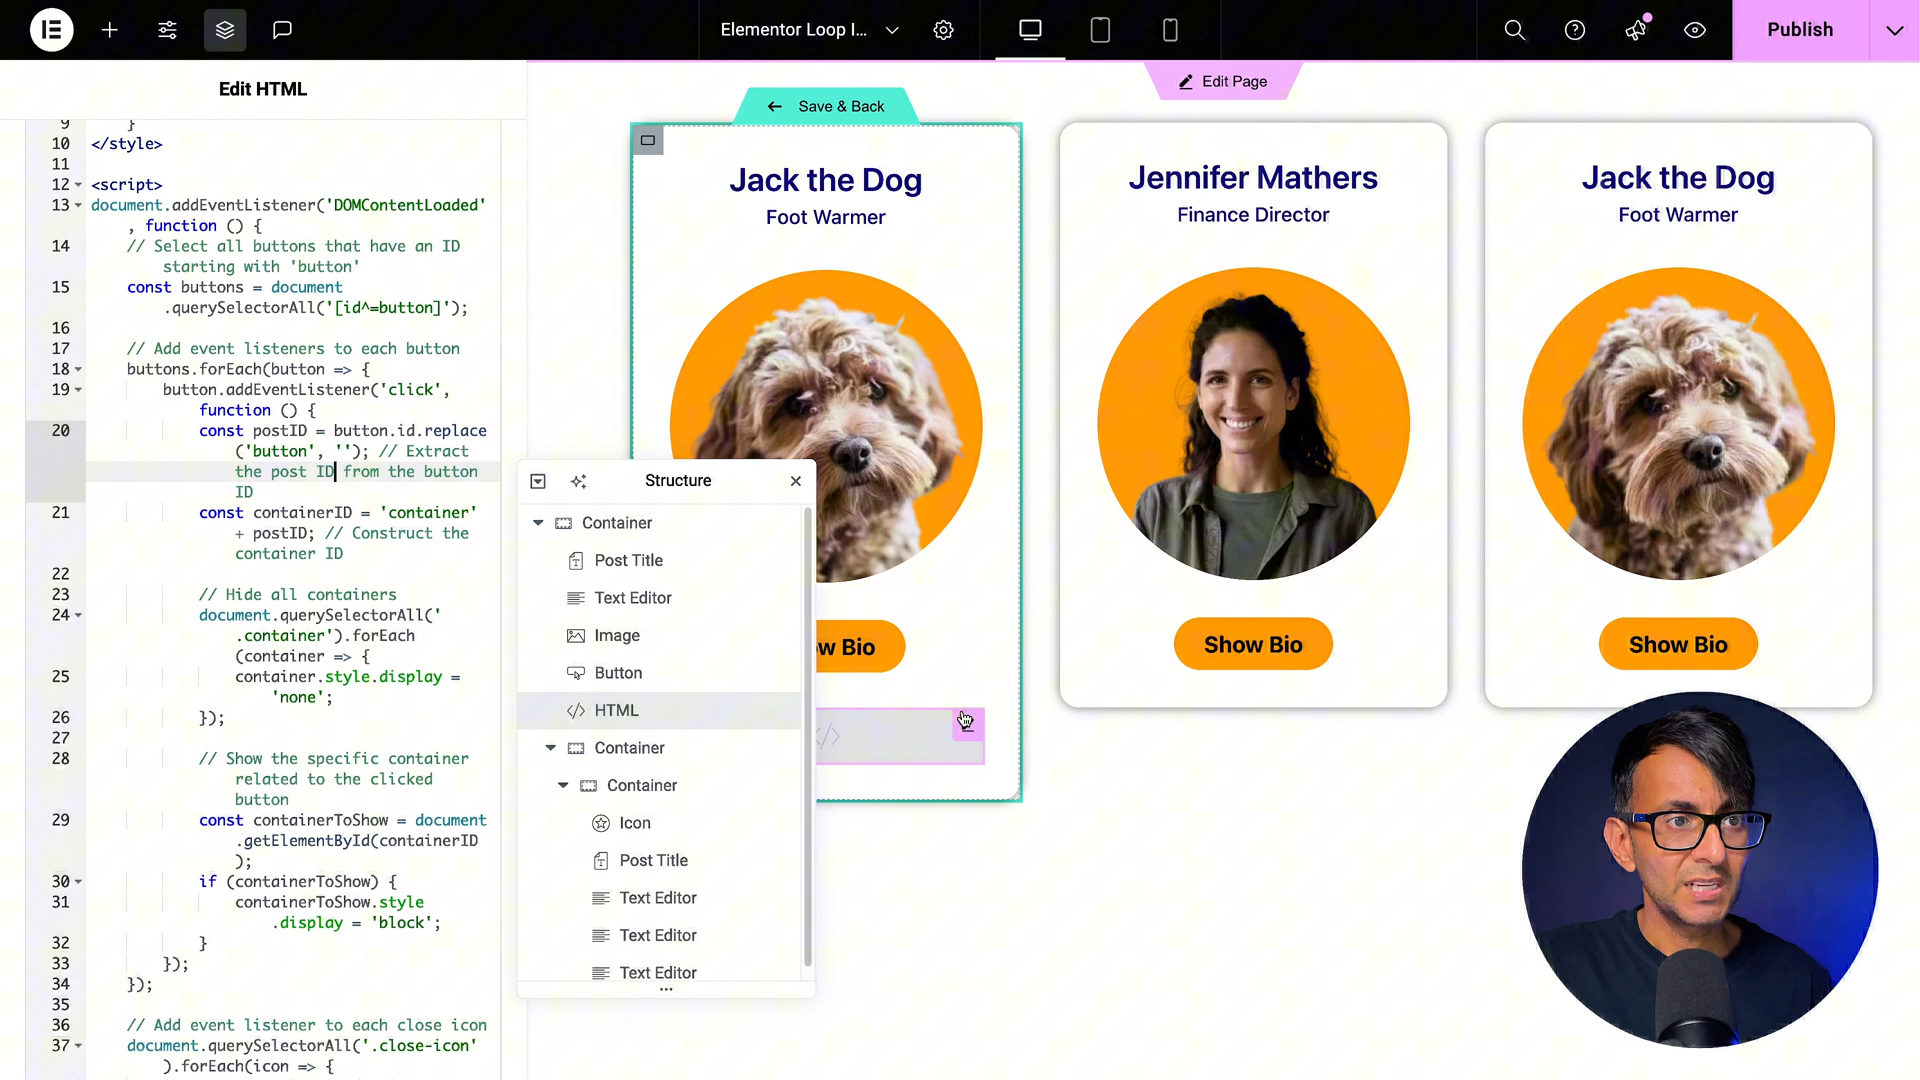 Elementor Loop I...
Publish
Edit HTML
Edit Page
Save & Back
9 }
10 </style>
11
12 <script>
13 document.addEventListener('DOMContentLoaded'
, function () {
14 // Select all buttons that have an ID
starting with 'button'
15 const buttons = document
.querySelectorAll('[id^=button]');
16
17 // Add event listeners to each button
18 buttons.forEach(button => {
19 button.addEventListener('click',
function () {
20 const postID = button.id.replace
('button', ''); // Extract
the post ID from the button
ID
21 const containerID = 'container'
+ postID; // Construct the
container ID
22
23 // Hide all containers
24 document.querySelectorAll('
.container').forEach
(container => {
25 container.style.display =
'none';
26 });
27
28 // Show the specific container
related to the clicked
button
29 const containerToShow = document
.getElementById(containerID
);
30 if (containerToShow) {
31 containerToShow.style
.display = 'block';
32 }
33 });
34 });
35
36 // Add event listener to each close icon
37 document.querySelectorAll('.close-icon'
).forEach(icon => {
Structure
Container
Post Title
Text Editor
Image
Button
</> HTML
Container
Container
Icon
Post Title
Text Editor
Text Editor
Text Editor
...
Jack the Dog
Foot Warmer
w Bio
</>
Jennifer Mathers
Finance Director
Show Bio
Jack the Dog
Foot Warmer
Show Bio